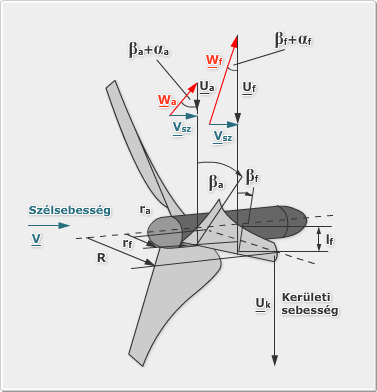 βa+αa
βf+αf
Wf
Wa
Ua
Uf
Vsz
Vsz
βa
βf
Szélsebesség
V
ra
rf
R
lf
Uk
Kerületi
sebesség